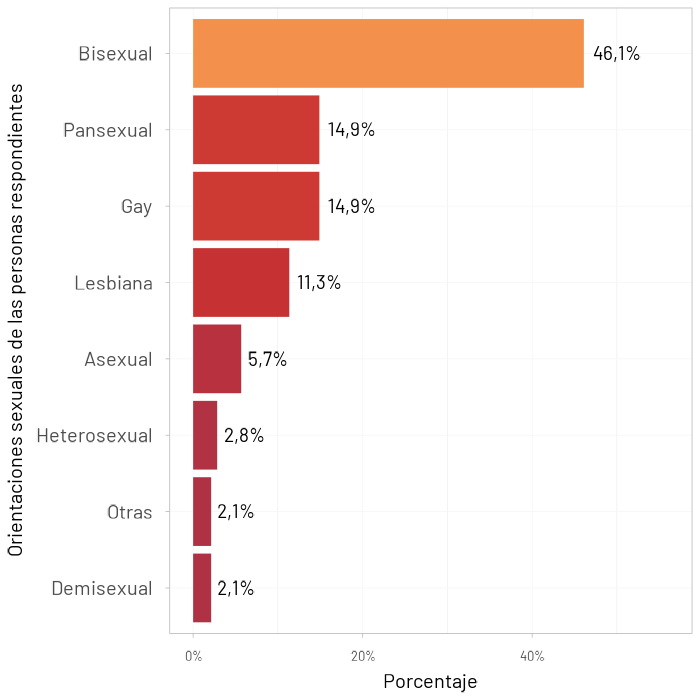 Orientaciones sexuales de las personas respondientes
Bisexual 46,1%
Pansexual 14,9%
Gay 14,9%
Lesbiana 11,3%
Asexual 5,7%
Heterosexual 2,8%
Otras 2,1%
Demisexual 2,1%
0% 20% 40%
Porcentaje